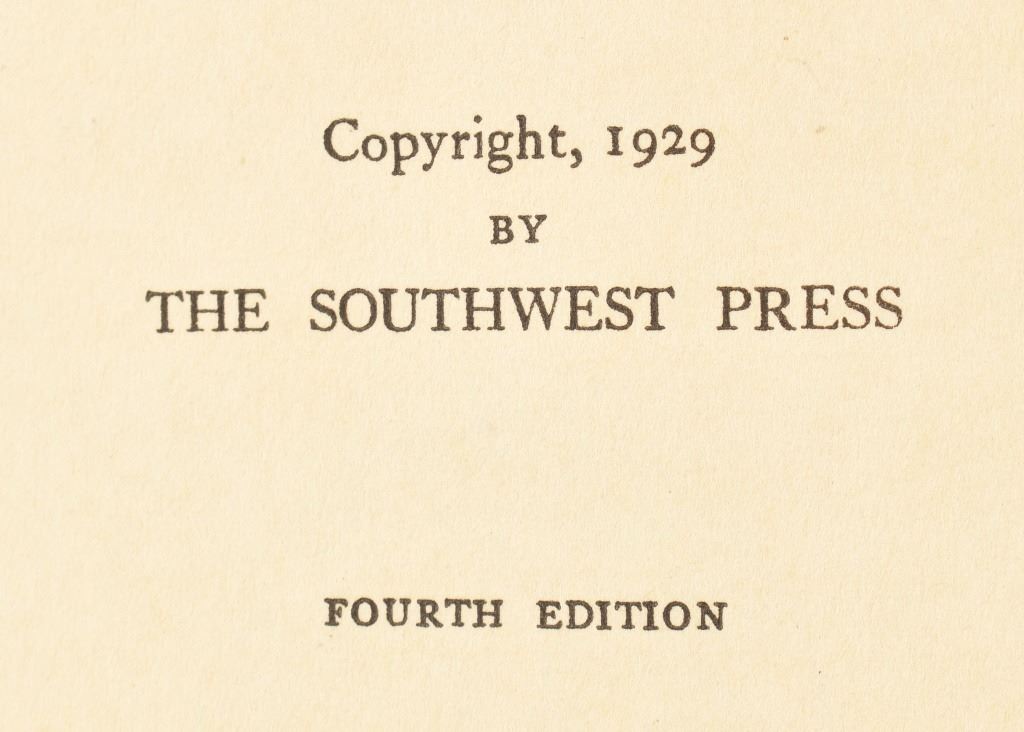 Copyright, 1929
BY
THE SOUTHWEST PRESS
FOURTH EDITION